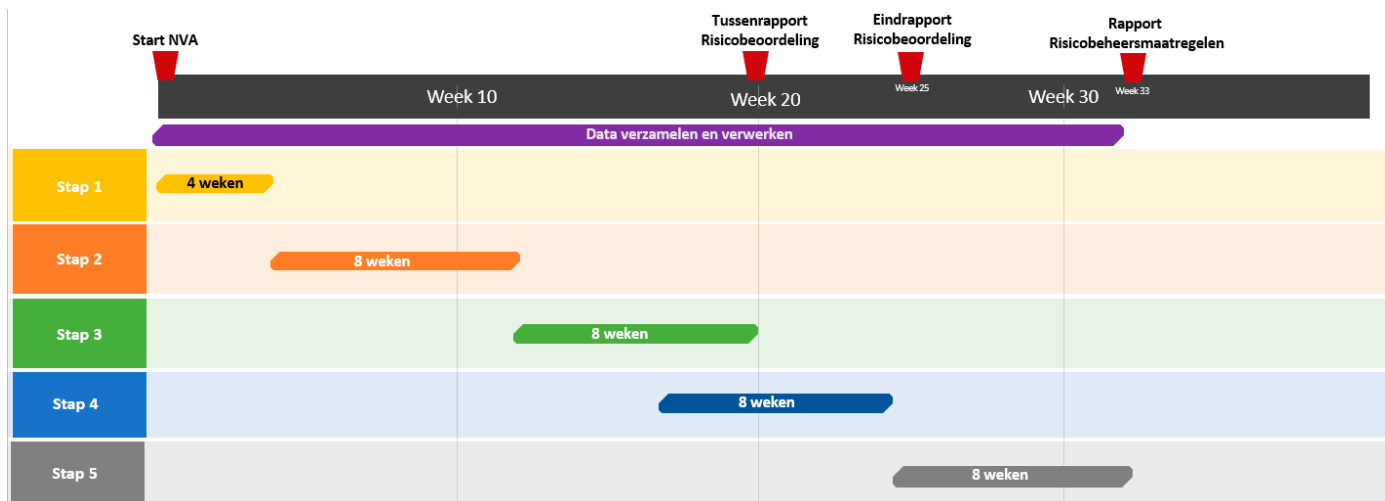 Start NVA
Tussenrapport
Risicobeoordeling
Eindrapport
Risicobeoordeling
Rapport
Risicobeheersmaatregelen
Week 10
Week 20
Week 25
Week 30
Week 33
Data verzamelen en verwerken
Stap 1
4 weken
Stap 2
8 weken
Stap 3
8 weken
Stap 4
8 weken
Stap 5
8 weken